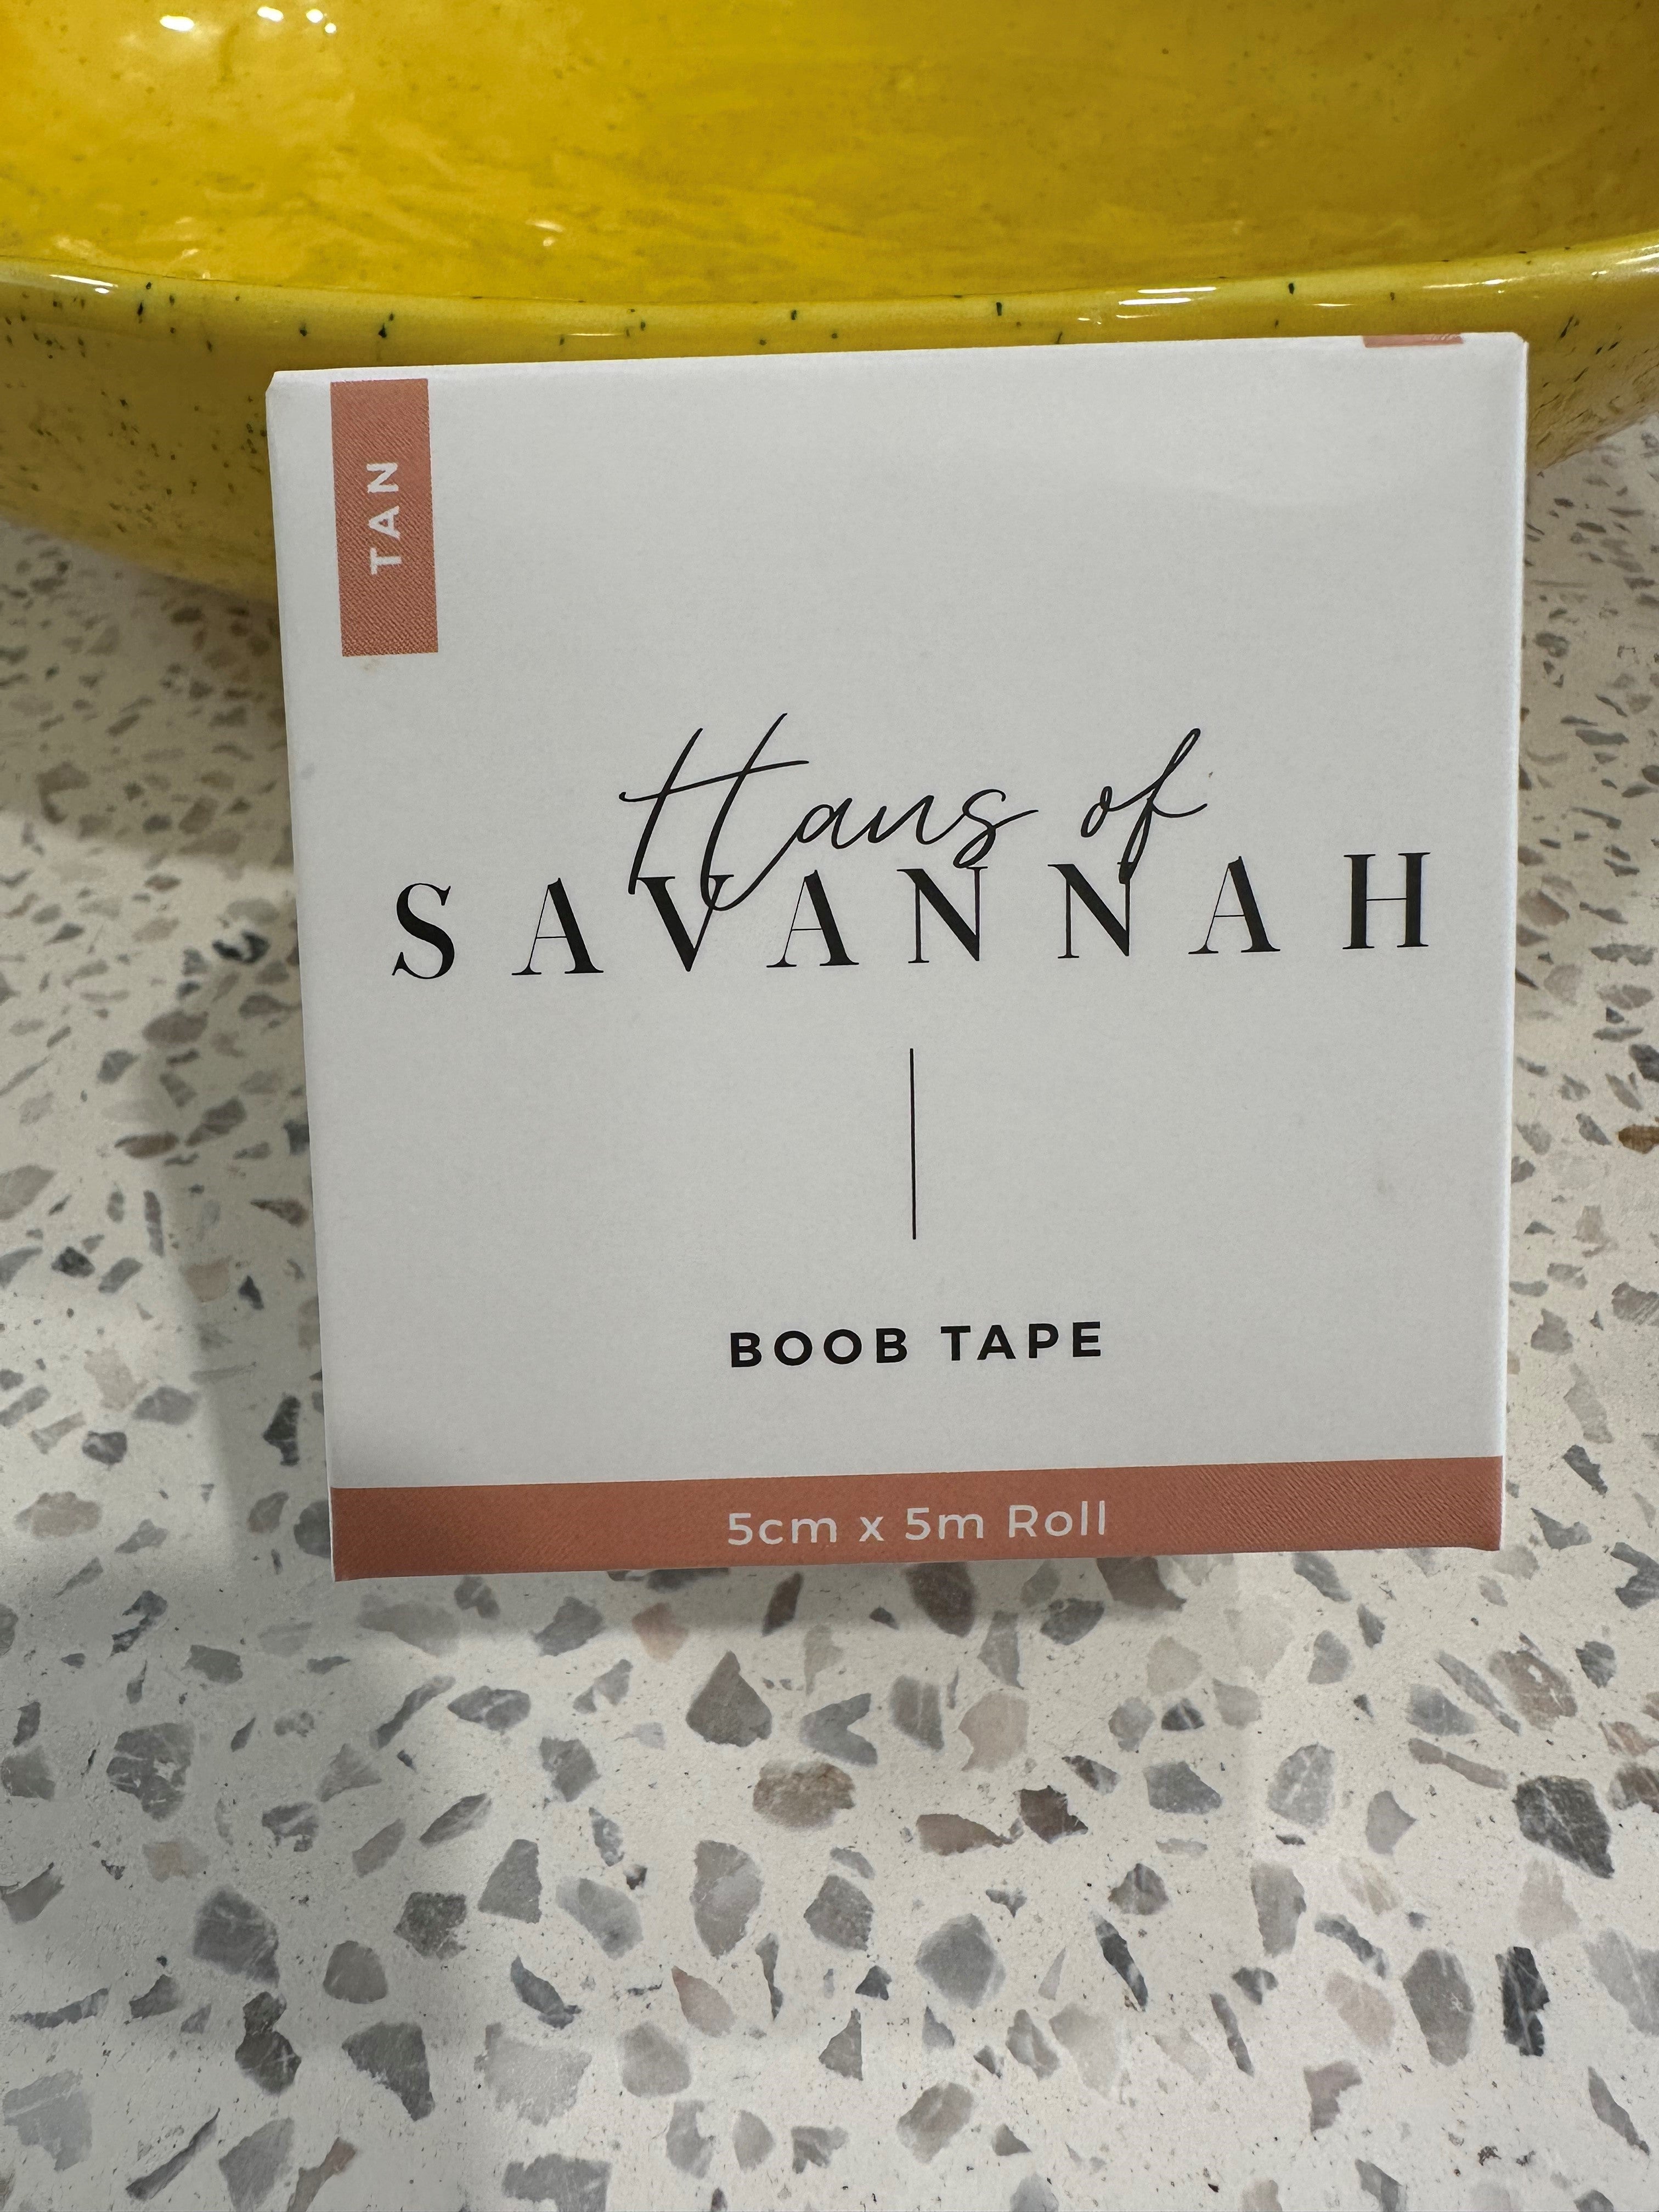 TAN
Haus of
SAVANNAH
BOOB TAPE
5cm x 5m Roll